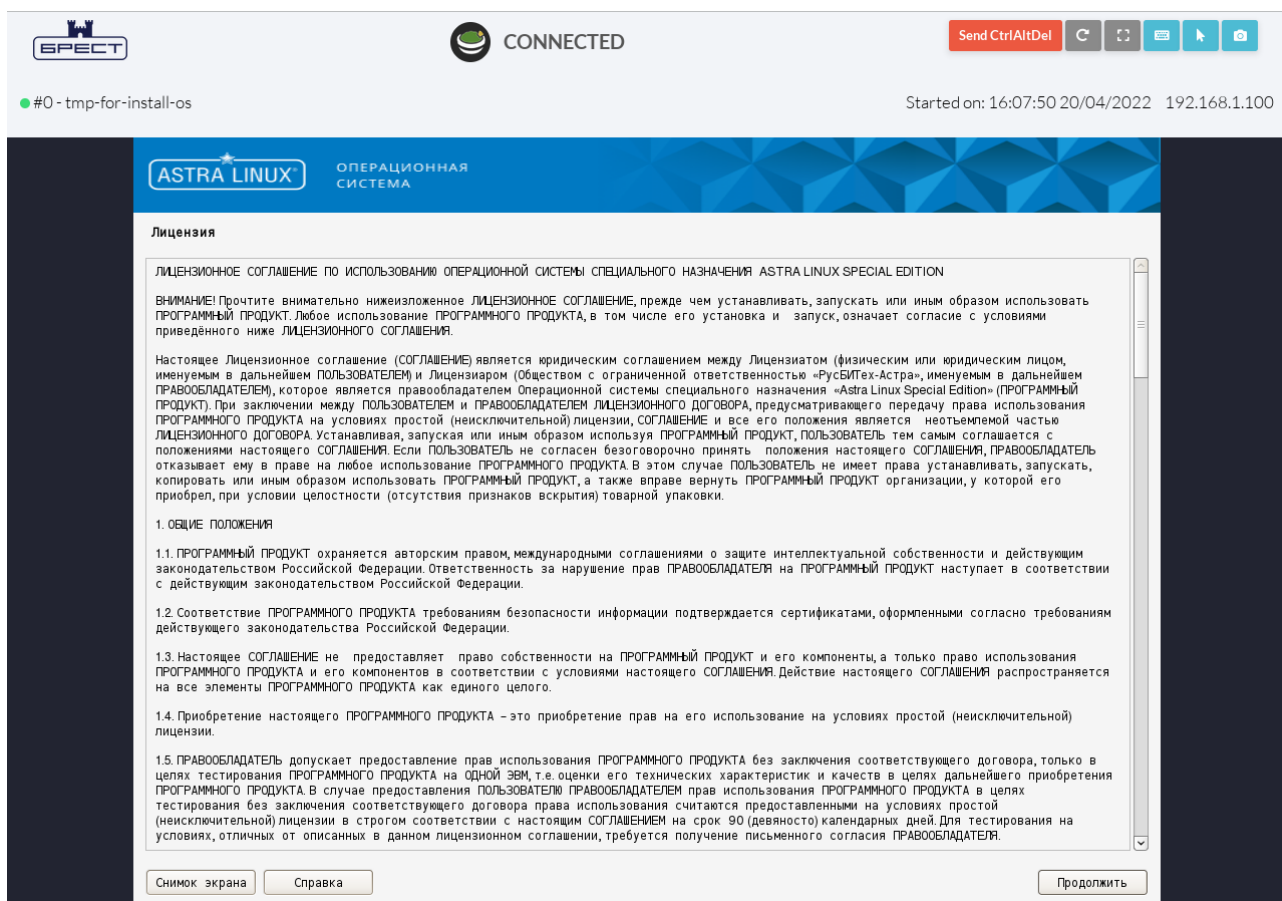 БРЕСТ
CONNECTED
Send CtrlAltDel
#0 - tmp-for-install-os
Started on: 16:07:50 20/04/2022 192.168.1.100
ASTRA LINUX®
ОПЕРАЦИОННАЯ
СИСТЕМА
Лицензия
ЛИЦЕНЗИОННОЕ СОГЛАШЕНИЕ ПО ИСПОЛЬЗОВАНИЮ ОПЕРАЦИОННОЙ СИСТЕМЫ СПЕЦИАЛЬНОГО НАЗНАЧЕНИЯ ASTRA LINUX SPECIAL EDITION
ВНИМАНИЕ! Прочтите внимательно нижеизложенное ЛИЦЕНЗИОННОЕ СОГЛАШЕНИЕ, прежде чем устанавливать, запускать или иным образом использовать
ПРОГРАММНЫЙ ПРОДУКТ. Любое использование ПРОГРАММНОГО ПРОДУКТА, в том числе его установка и запуск, означает согласие с условиями
приведённого ниже ЛИЦЕНЗИОННОГО СОГЛАШЕНИЯ.
Настоящее Лицензионное соглашение (СОГЛАШЕНИЕ) является юридическим соглашением между Лицензиатом (физическим или юридическим лицом,
именуемым в дальнейшем ПОЛЬЗОВАТЕЛЕМ) и Лицензиаром (Обществом с ограниченной ответственностью «РусБИТех-Астра», именуемым в дальнейшем
ПРАВООБЛАДАТЕЛЕМ), которое является правообладателем Операционной системы специального назначения «Astra Linux Special Edition» (ПРОГРАММНЫЙ
ПРОДУКТ). При заключении между ПОЛЬЗОВАТЕЛЕМ и ПРАВООБЛАДАТЕЛЕМ ЛИЦЕНЗИОННОГО ДОГОВОРА, предусматривающего передачу права использования
ПРОГРАММНОГО ПРОДУКТА на условиях простой (неисключительной) лицензии, СОГЛАШЕНИЕ и все его положения является неотъемлемой частью
ЛИЦЕНЗИОННОГО ДОГОВОРА. Устанавливая, запуская или иным образом используя ПРОГРАММНЫЙ ПРОДУКТ, ПОЛЬЗОВАТЕЛЬ тем самым соглашается с
положениями настоящего СОГЛАШЕНИЯ. Если ПОЛЬЗОВАТЕЛЬ не согласен безоговорочно принять положения настоящего СОГЛАШЕНИЯ, ПРАВООБЛАДАТЕЛЬ
отказывает ему в праве на любое использование ПРОГРАММНОГО ПРОДУКТА. В этом случае ПОЛЬЗОВАТЕЛЬ не имеет права устанавливать, запускать,
копировать или иным образом использовать ПРОГРАММНЫЙ ПРОДУКТ, а также вправе вернуть ПРОГРАММНЫЙ ПРОДУКТ организации, у которой его
приобрел, при условии целостности (отсутствия признаков вскрытия) товарной упаковки.
1. ОБЩИЕ ПОЛОЖЕНИЯ
1.1. ПРОГРАММНЫЙ ПРОДУКТ охраняется авторским правом, международными соглашениями о защите интеллектуальной собственности и действующим
законодательством Российской Федерации. Ответственность за нарушение прав ПРАВООБЛАДАТЕЛЯ на ПРОГРАММНЫЙ ПРОДУКТ наступает в соответствии
с действующим законодательством Российской Федерации.
1.2. Соответствие ПРОГРАММНОГО ПРОДУКТА требованиям безопасности информации подтверждается сертификатами, оформленными согласно требованиям
действующего законодательства Российской Федерации.
1.3. Настоящее СОГЛАШЕНИЕ не предоставляет право собственности на ПРОГРАММНЫЙ ПРОДУКТ и его компоненты, а только право использования
ПРОГРАММНОГО ПРОДУКТА и его компонентов в соответствии с условиями настоящего СОГЛАШЕНИЯ. Действие настоящего СОГЛАШЕНИЯ распространяется
на все элементы ПРОГРАММНОГО ПРОДУКТА как единого целого.
1.4. Приобретение настоящего ПРОГРАММНОГО ПРОДУКТА – это приобретение прав на его использование на условиях простой (неисключительной)
лицензии.
1.5. ПРАВООБЛАДАТЕЛЬ допускает предоставление прав использования ПРОГРАММНОГО ПРОДУКТА без заключения соответствующего договора, только в
целях тестирования ПРОГРАММНОГО ПРОДУКТА на ОДНОЙ ЭВМ, т.е. оценки его технических характеристик и качеств в целях дальнейшего приобретения
ПРОГРАММНОГО ПРОДУКТА. В случае предоставления ПОЛЬЗОВАТЕЛЮ ПРАВООБЛАДАТЕЛЕМ прав использования ПРОГРАММНОГО ПРОДУКТА в целях
тестирования без заключения соответствующего договора права использования считаются предоставленными на условиях простой
(неисключительной) лицензии в строгом соответствии с настоящим СОГЛАШЕНИЕМ на срок 90 (девяносто) календарных дней. Для тестирования на
условиях, отличных от описанных в данном лицензионном соглашении, требуется получение письменного согласия ПРАВООБЛАДАТЕЛЯ.
Снимок экрана
Справка
Продолжить